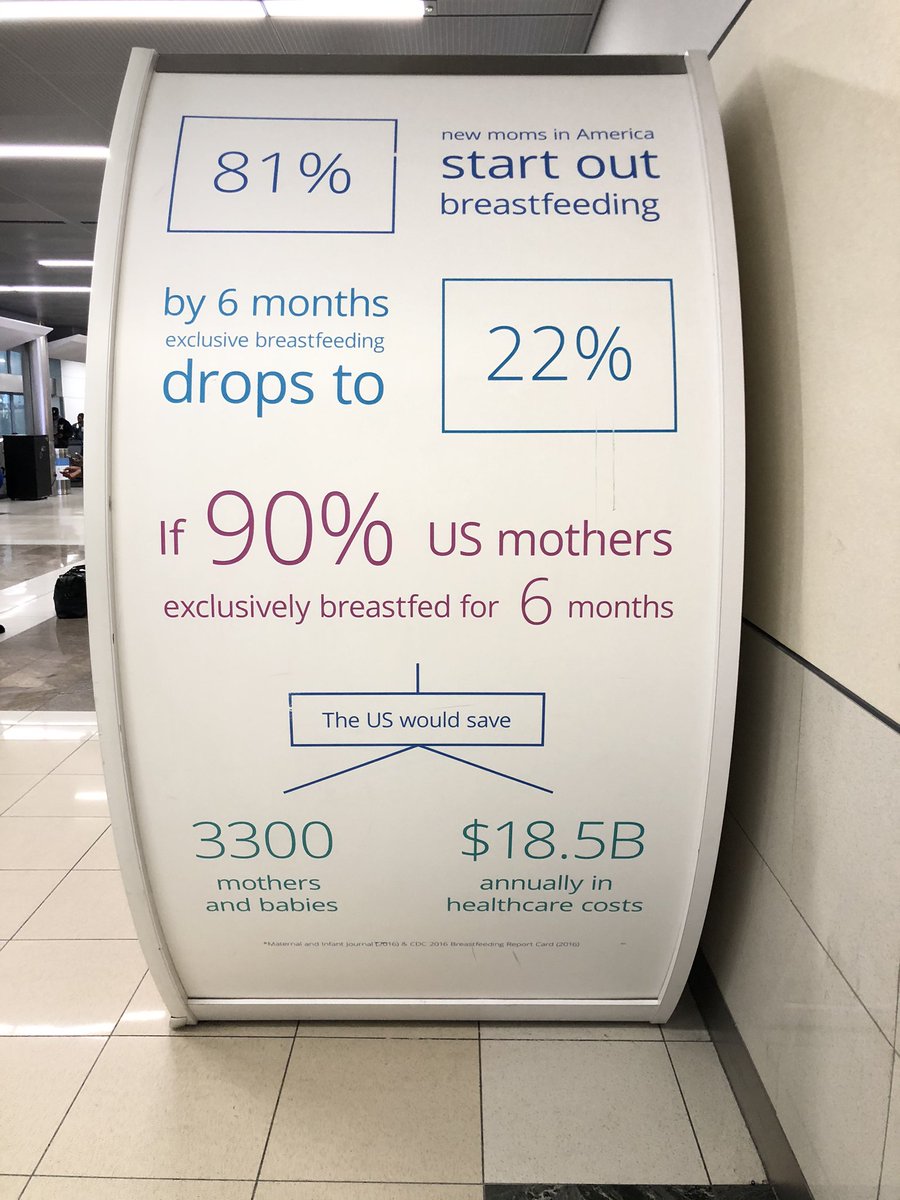 81%
new moms in America
start out
breastfeeding
by 6 months
exclusive breastfeeding
drops to
22%
If 90% US mothers
exclusively breastfed for 6 months
The US would save
3300
mothers
and babies
$18.5B
annually in
healthcare costs
*Maternal and Infant Journal (2016) & CDC 2016 Breastfeeding Report Card (2016)